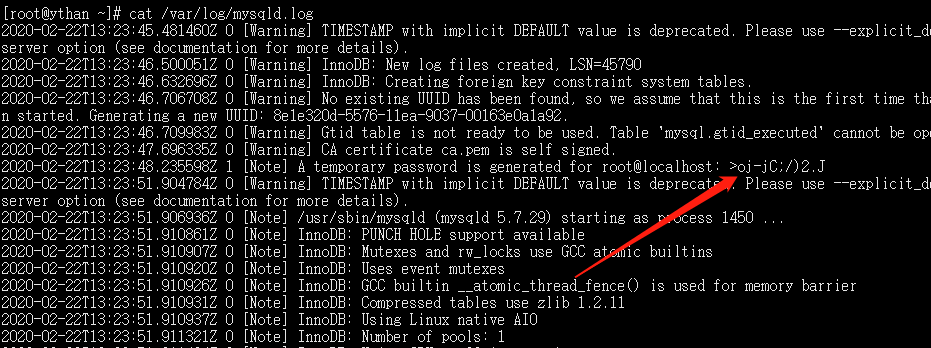 [root@ythan ~]# cat /var/log/mysqld.log
2020-02-22T13:23:45.481460Z 0 [Warning] TIMESTAMP with implicit DEFAULT value is deprecated. Please use --explicit_de
server option (see documentation for more details).
2020-02-22T13:23:46.500051Z 0 [Warning] InnoDB: New log files created, LSN=45790
2020-02-22T13:23:46.632696Z 0 [Warning] InnoDB: Creating foreign key constraint system tables.
2020-02-22T13:23:46.706708Z 0 [Warning] No existing UUID has been found, so we assume that this is the first time tha
n started. Generating a new UUID: 8e1e320d-5576-11ea-9037-00163e0a1a92.
2020-02-22T13:23:46.709983Z 0 [Warning] Gtid table is not ready to be used. Table 'mysql.gtid_executed' cannot be ope
2020-02-22T13:23:47.696335Z 0 [Warning] CA certificate ca.pem is self signed.
2020-02-22T13:23:48.235598Z 1 [Note] A temporary password is generated for root@localhost: >oj-jC;/)2.J
2020-02-22T13:23:51.904784Z 0 [Warning] TIMESTAMP with implicit DEFAULT value is deprecated. Please use --explicit_de
server option (see documentation for more details).
2020-02-22T13:23:51.906936Z 0 [Note] /usr/sbin/mysqld (mysqld 5.7.29) starting as process 1450 ...
2020-02-22T13:23:51.910861Z 0 [Note] InnoDB: PUNCH HOLE support available
2020-02-22T13:23:51.910907Z 0 [Note] InnoDB: Mutexes and rw_locks use GCC atomic builtins
2020-02-22T13:23:51.910920Z 0 [Note] InnoDB: Uses event mutexes
2020-02-22T13:23:51.910926Z 0 [Note] InnoDB: GCC builtin __atomic_thread_fence() is used for memory barrier
2020-02-22T13:23:51.910931Z 0 [Note] InnoDB: Compressed tables use zlib 1.2.11
2020-02-22T13:23:51.910937Z 0 [Note] InnoDB: Using Linux native AIO
2020-02-22T13:23:51.911321Z 0 [Note] InnoDB: Number of pools: 1